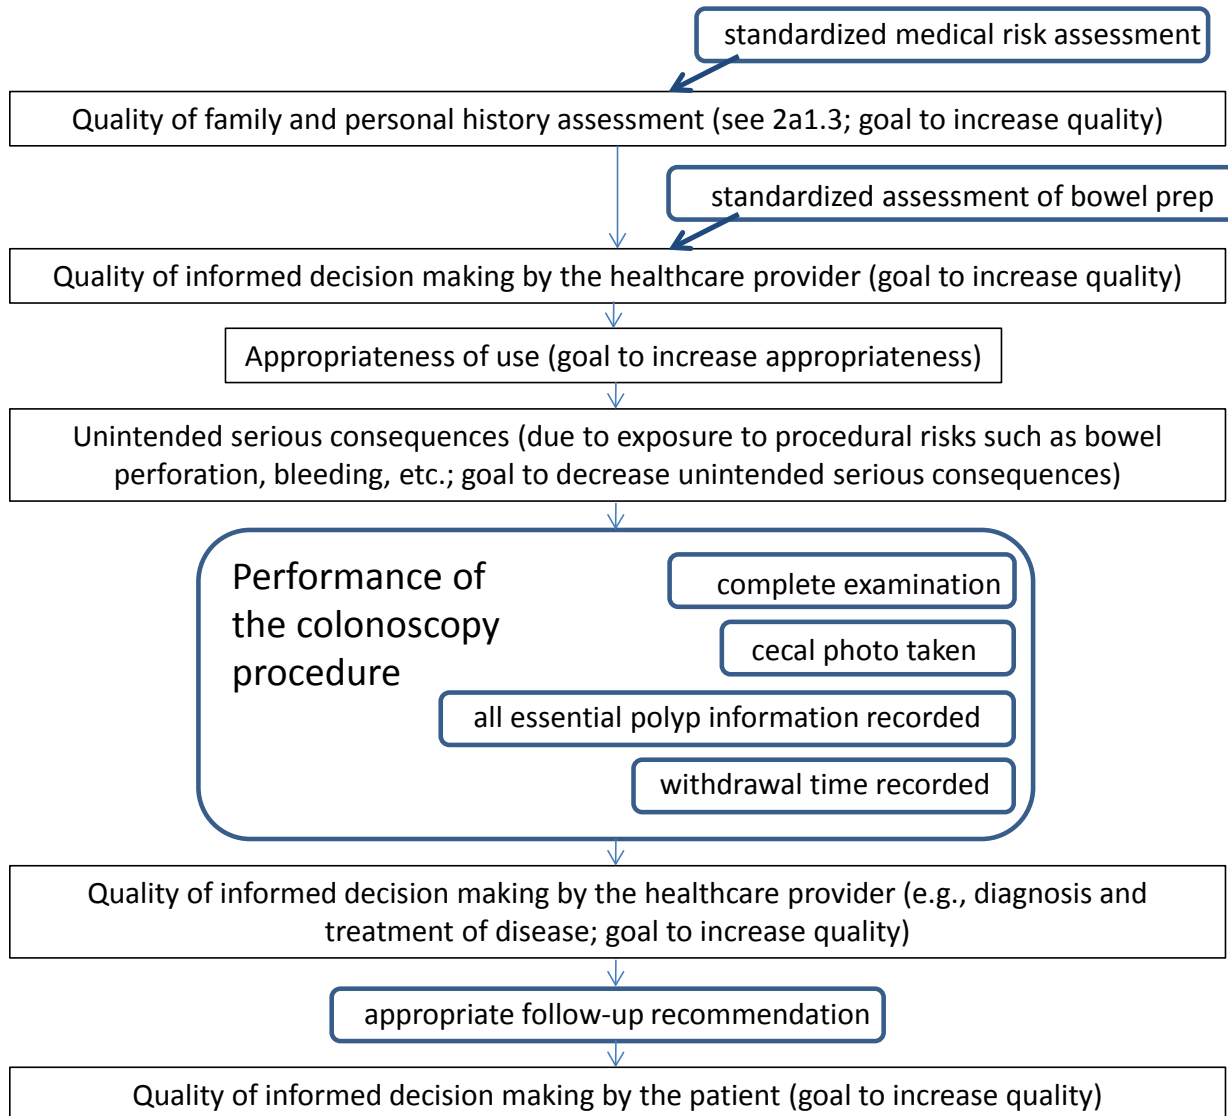 standardized medical risk assessment
Quality of family and personal history assessment (see 2a1.3; goal to increase quality)
standardized assessment of bowel prep
Quality of informed decision making by the healthcare provider (goal to increase quality)
Appropriateness of use (goal to increase appropriateness)
Unintended serious consequences (due to exposure to procedural risks such as bowel
perforation, bleeding, etc.; goal to decrease unintended serious consequences)
Performance of
the colonoscopy
procedure
complete examination
cecal photo taken
all essential polyp information recorded
withdrawal time recorded
Quality of informed decision making by the healthcare provider (e.g., diagnosis and
treatment of disease; goal to increase quality)
appropriate follow-up recommendation
Quality of informed decision making by the patient (goal to increase quality)